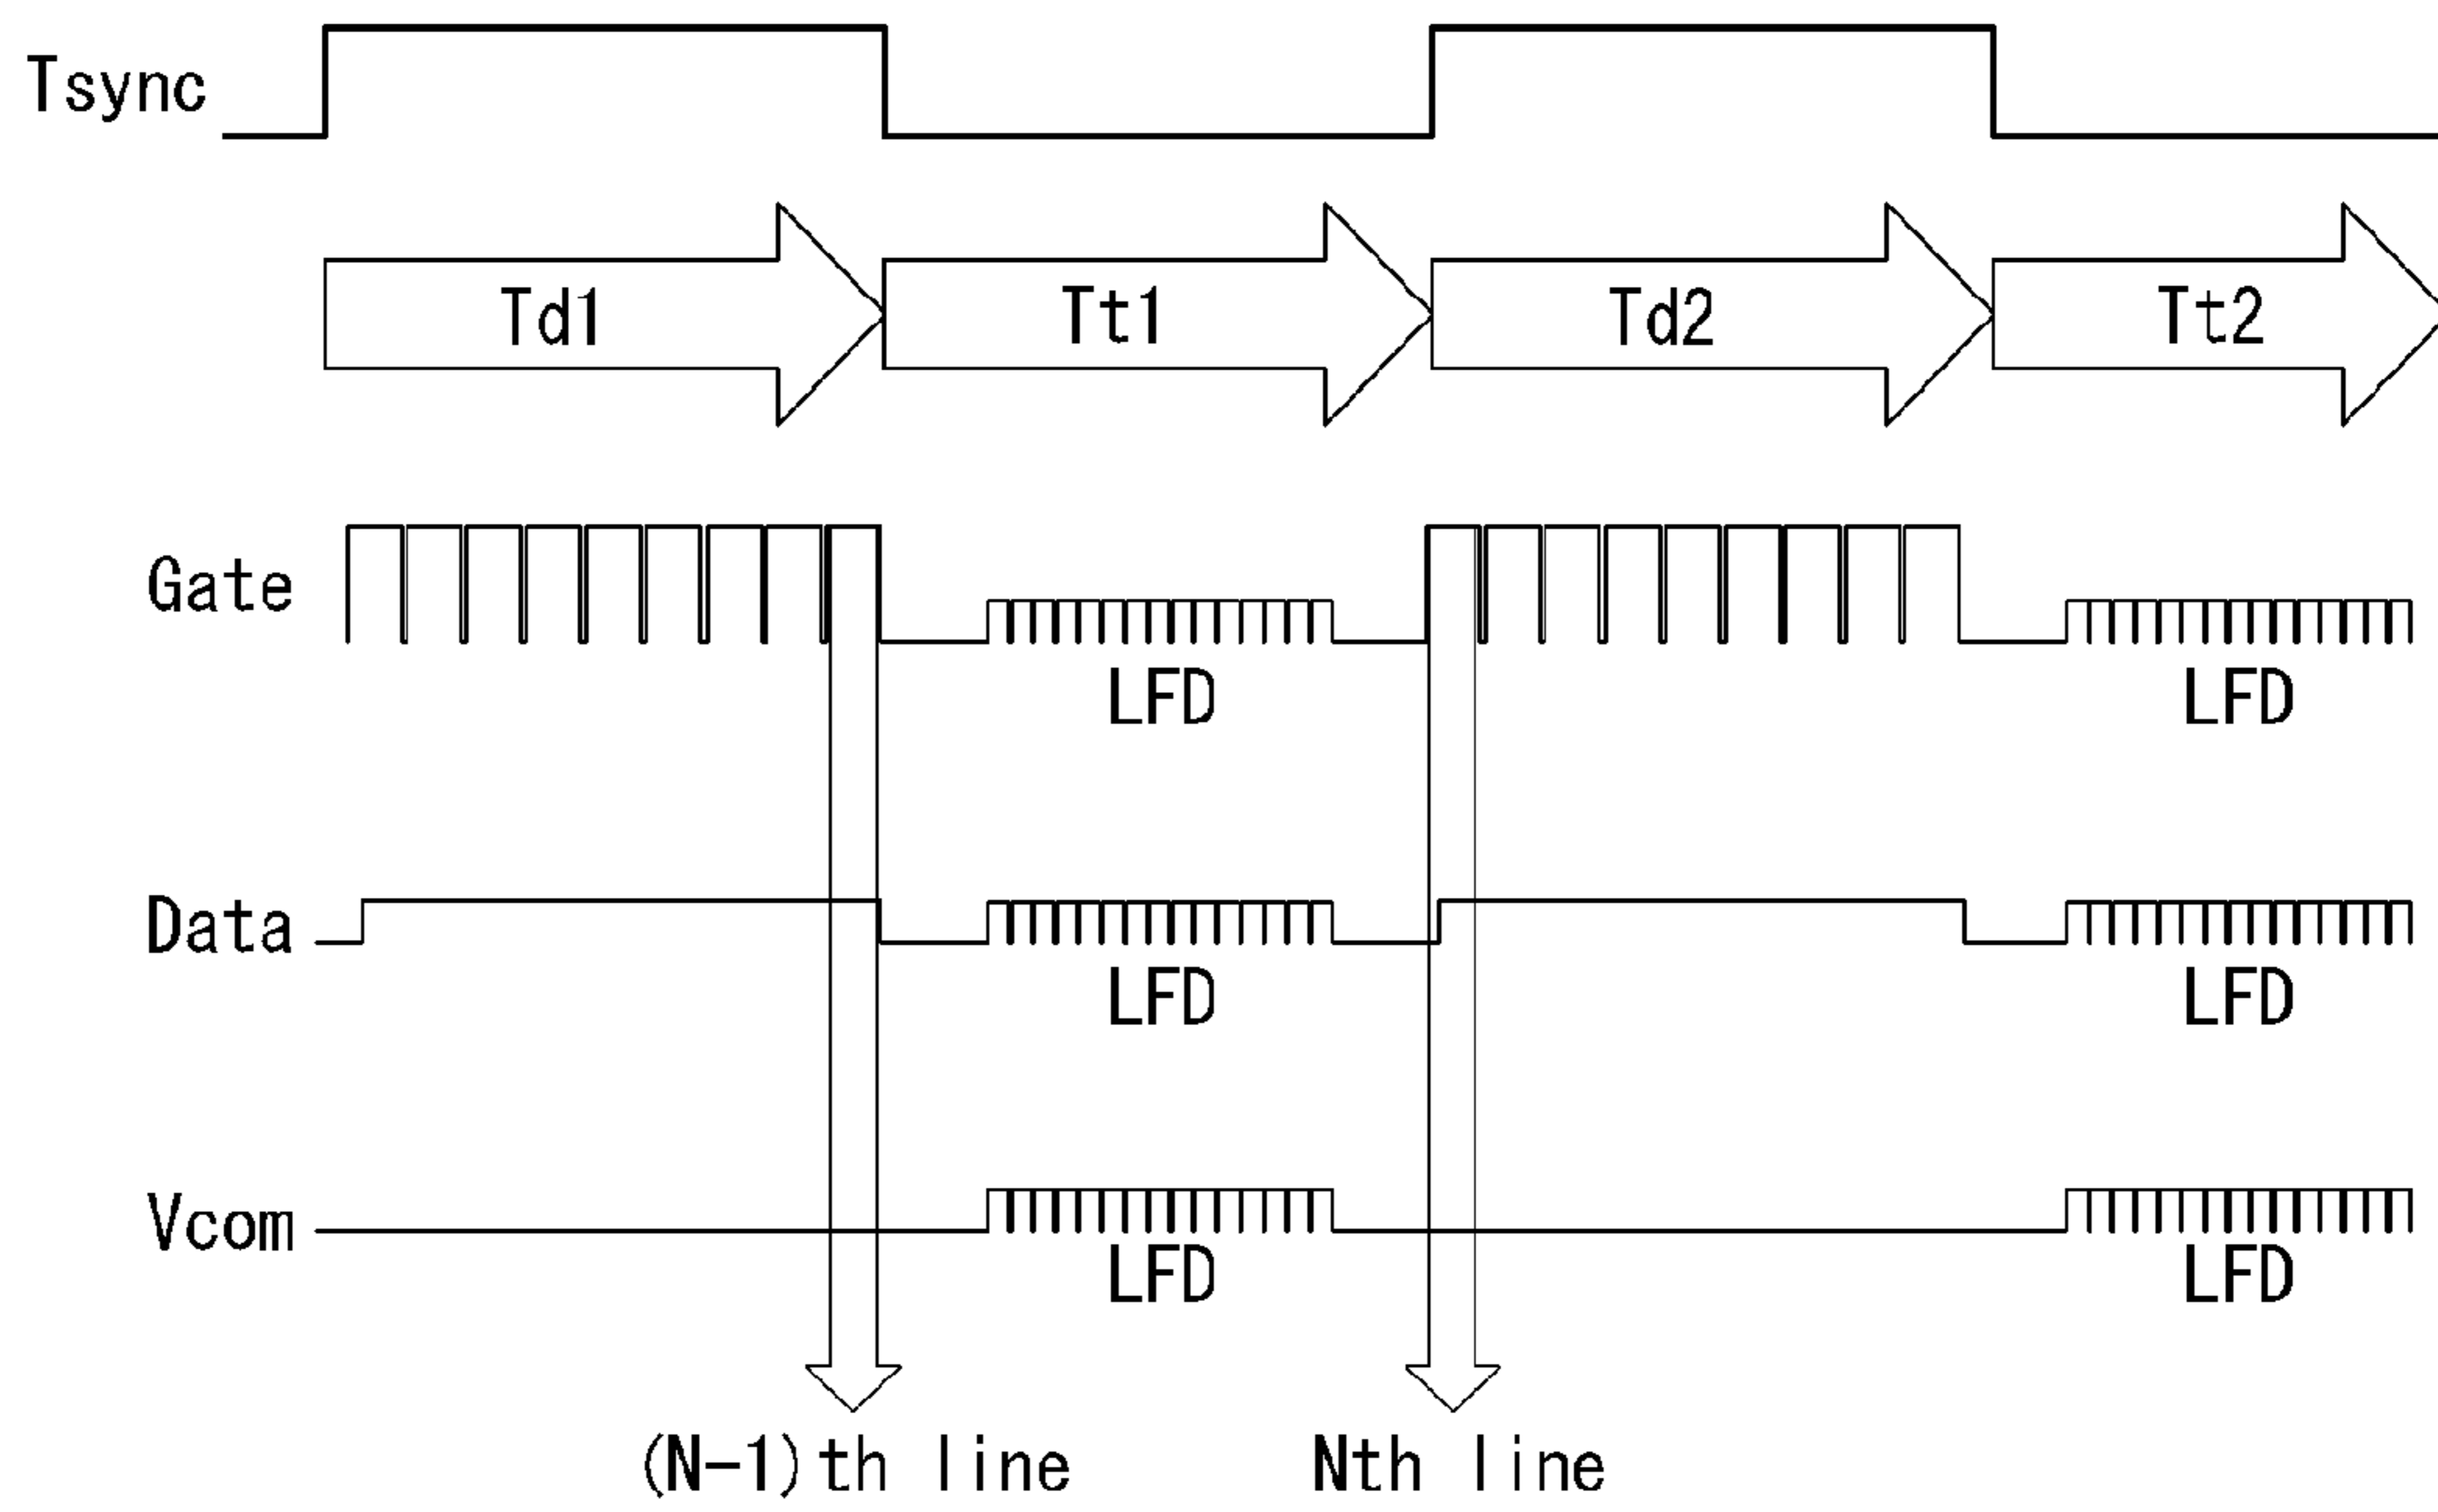 Tsync
Td1 Tt1 Td2 Tt2
Gate
LFD LFD
Data
LFD LFD
Vcom
LFD LFD
(N-1)th line Nth line